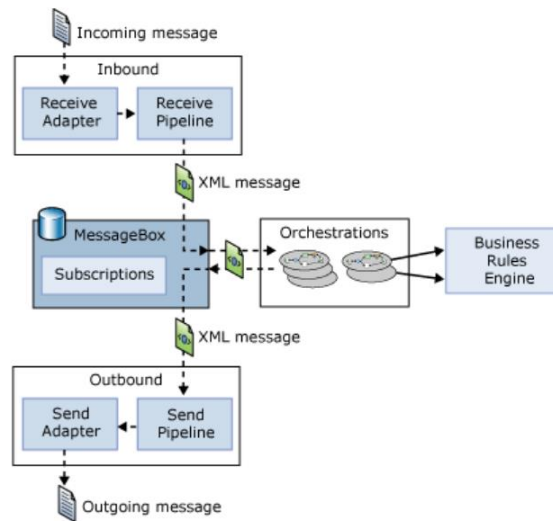 Incoming message
Inbound
Receive
Adapter
Receive
Pipeline
XML message
MessageBox
Subscriptions
Orchestrations
Business
Rules
Engine
XML message
Outbound
Send
Adapter
Send
Pipeline
Outgoing message